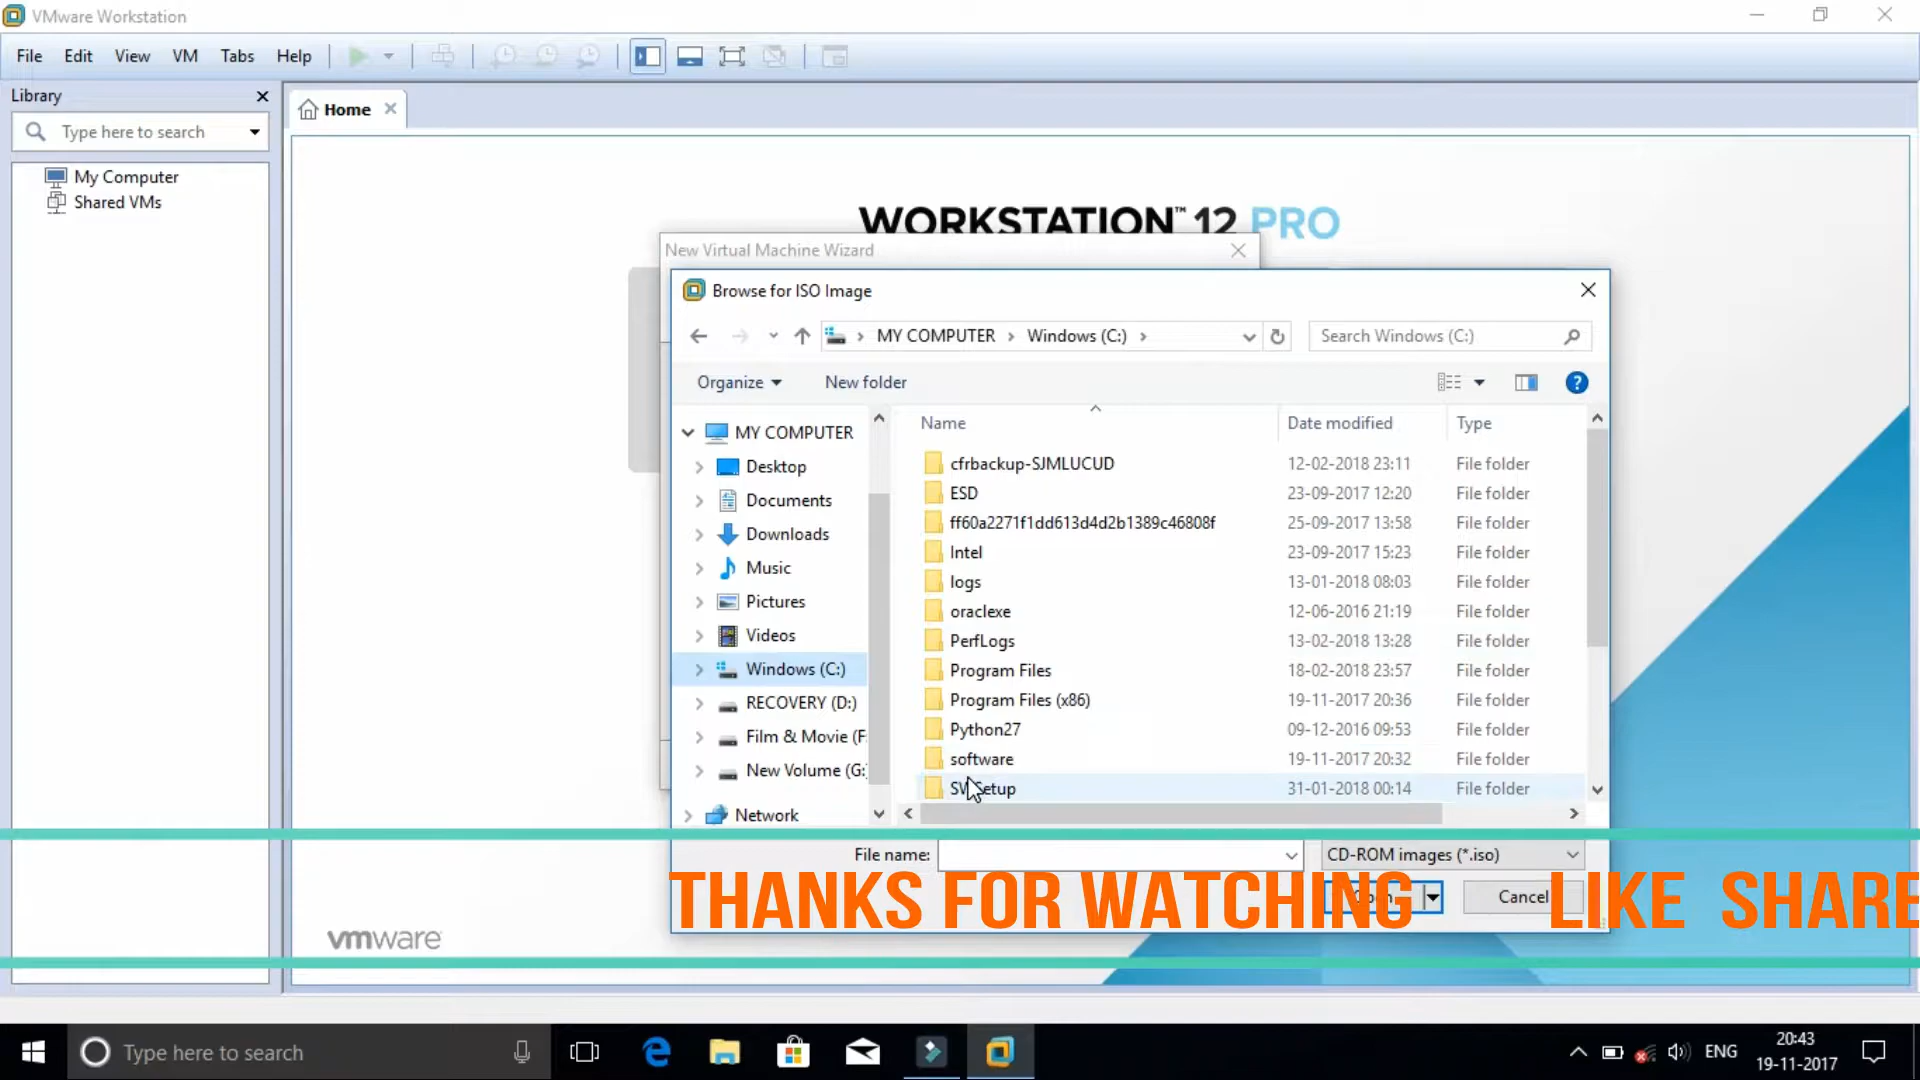 VMware Workstation
File Edit View VM Tabs Help
Library
Home
Type here to search
My Computer
Shared VMs
WORKSTATION™ 12 PRO
New Virtual Machine Wizard
Browse for ISO Image
MY COMPUTER > Windows (C:) >
Search Windows (C:)
Organize
New folder
MY COMPUTER
Desktop
Documents
Downloads
Music
Pictures
Videos
Windows (C:)
RECOVERY (D:)
Film & Movie (F:
New Volume (G:
Network
Name Date modified Type
cfrbackup-SJMLUCUD 12-02-2018 23:11 File folder
ESD 23-09-2017 12:20 File folder
ff60a2271f1dd613d4d2b1389c46808f 25-09-2017 13:58 File folder
Intel 23-09-2017 15:23 File folder
logs 13-01-2018 08:03 File folder
oraclexe 12-06-2016 21:19 File folder
PerfLogs 13-02-2018 13:28 File folder
Program Files 18-02-2018 23:57 File folder
Program Files (x86) 19-11-2017 20:36 File folder
Python27 09-12-2016 09:53 File folder
software 19-11-2017 20:32 File folder
31-01-2018 00:14 File folder
File name:
CD-ROM images (*.iso)
Cancel
THANKS FOR WATCHING LIKE SHARE
vmware
Type here to search
ENG
20:43
19-11-2017